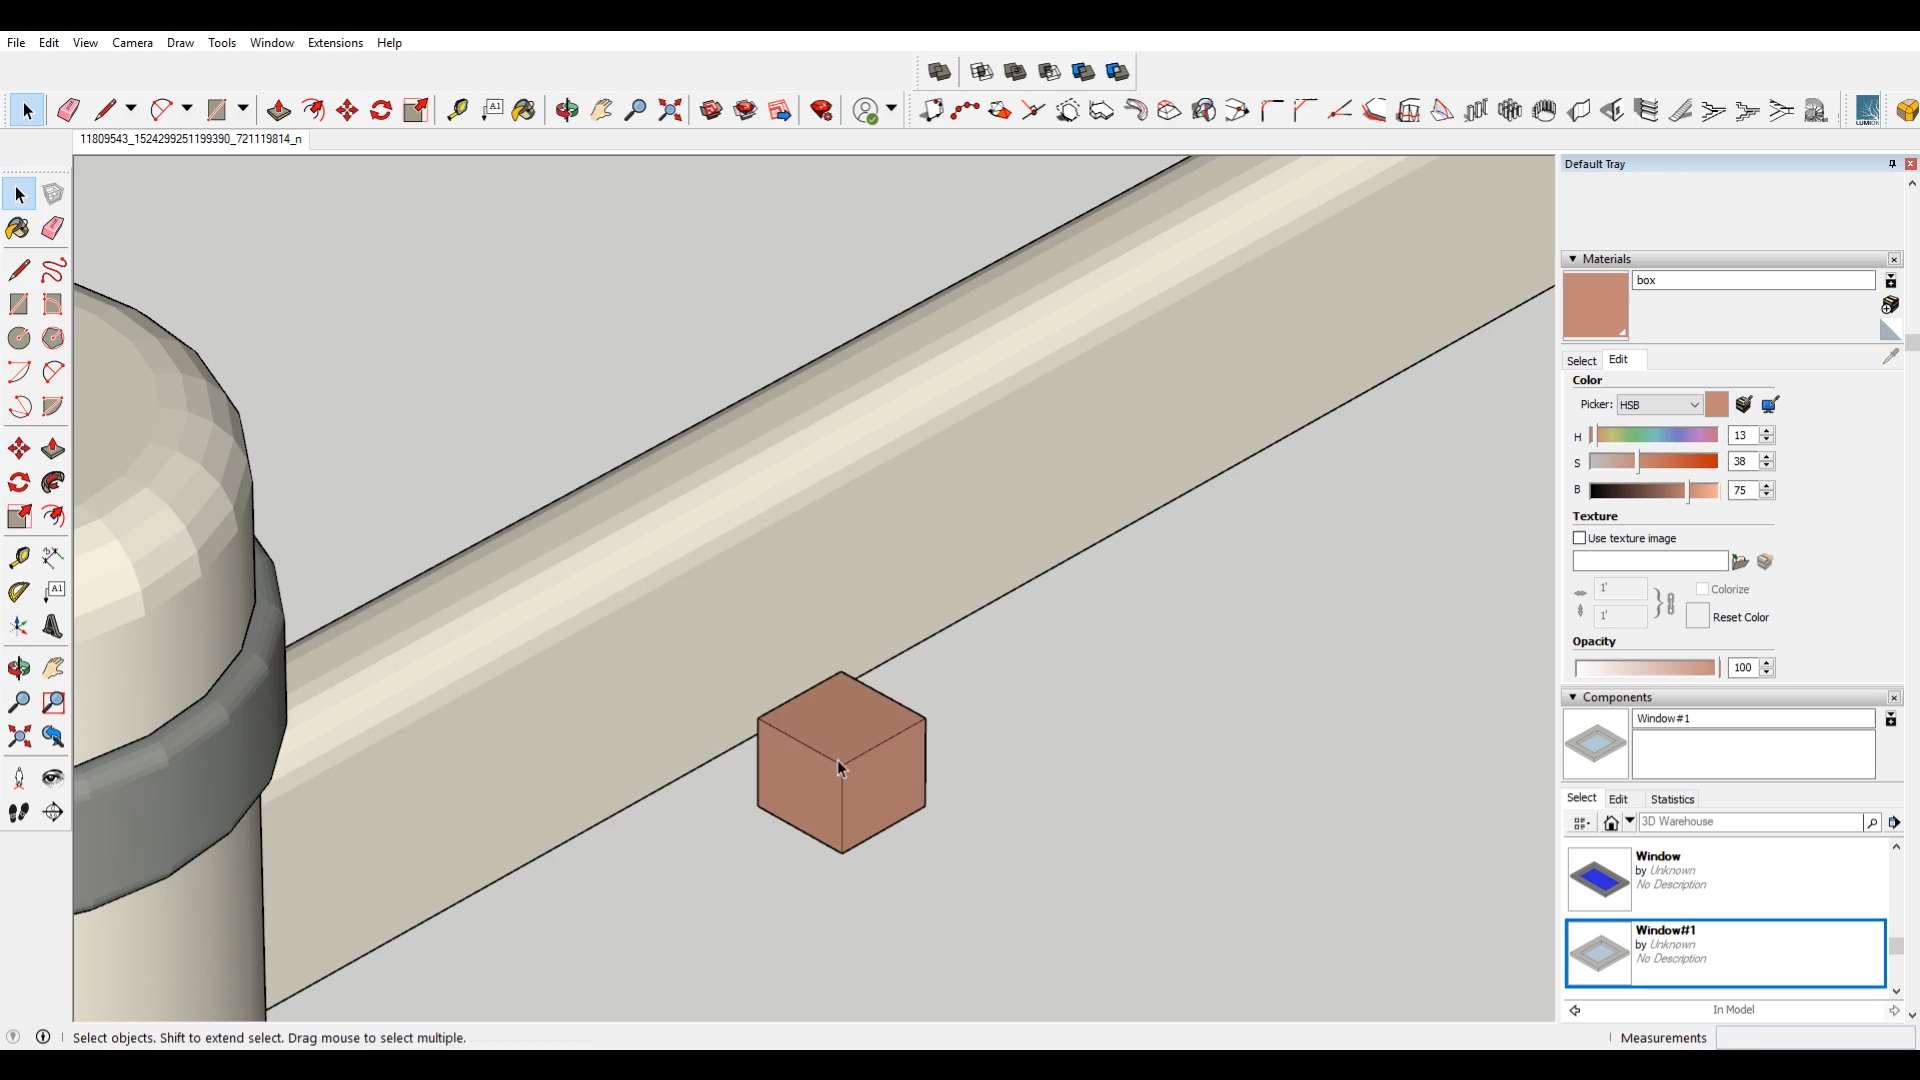 File Edit View Camera Draw Tools Window Extensions Help
A1
LUMION
11809543_1524299251199390_721119814_n
Default Tray
Materials
box
Select Edit
Color
Picker: HSB
H 13
S 38
B 75
Texture
Use texture image
1' Colorize
1' Reset Color
Opacity
100
A1
Components
Window#1
Select Edit Statistics
3D Warehouse
Window
by Unknown
No Description
Window#1
by Unknown
No Description
In Model
Select objects. Shift to extend select. Drag mouse to select multiple.
Measurements